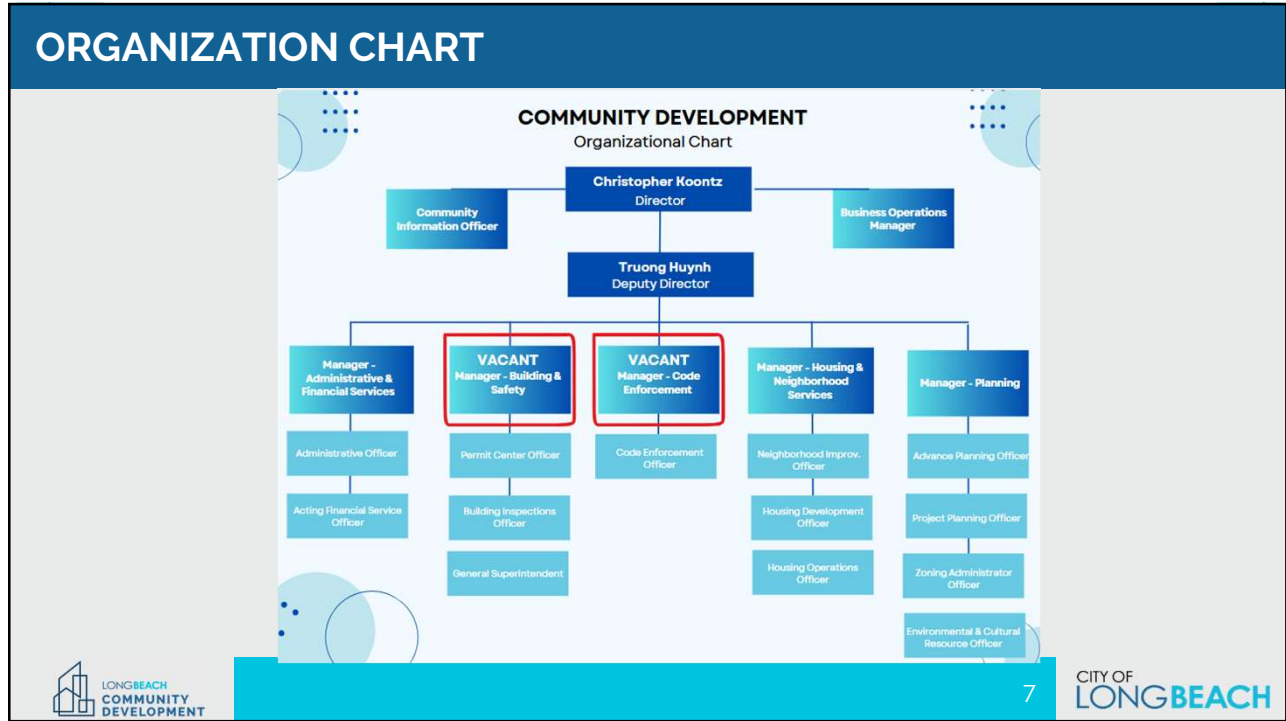 ORGANIZATION CHART
COMMUNITY DEVELOPMENT
Organizational Chart
Christopher Koontz
Director
Community
Information Officer
Business Operations
Manager
Truong Huynh
Deputy Director
Manager -
Administrative &
Financial Services
VACANT
Manager - Building &
Safety
VACANT
Manager - Code
Enforcement
Manager - Housing &
Neighborhood
Services
Manager - Planning
Administrative Officer
Permit Center Officer
Code Enforcement
Officer
Neighborhood Improv.
Officer
Advance Planning Officer
Acting Financial Service
Officer
Building Inspections
Officer
Housing Development
Officer
Project Planning Officer
General Superintendent
Housing Operations
Officer
Zoning Administrator
Officer
Environmental & Cultural
Resource Officer
LONGBEACH
COMMUNITY
DEVELOPMENT
7
CITY OF
LONGBEACH